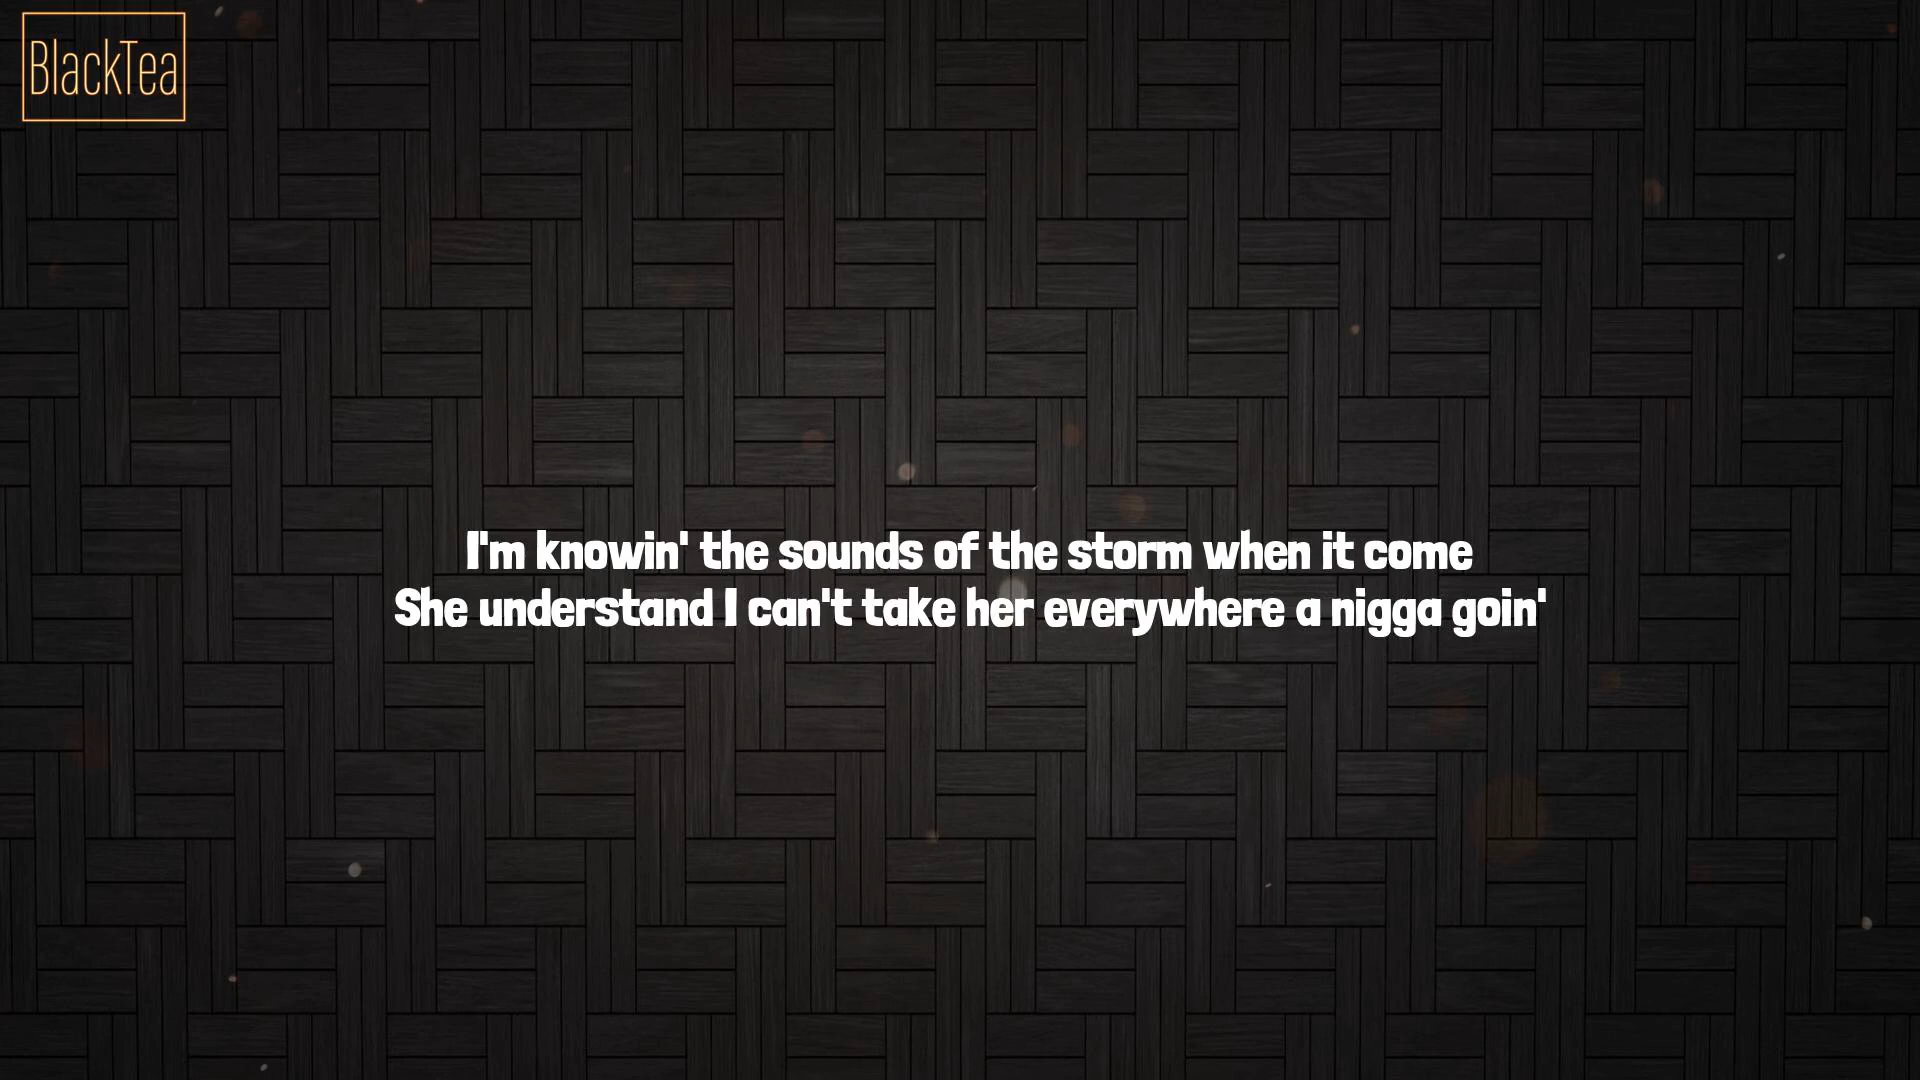 BlackTea
I'm knowin' the sounds of the storm when it come
She understand I can't take her everywhere a nigga goin'